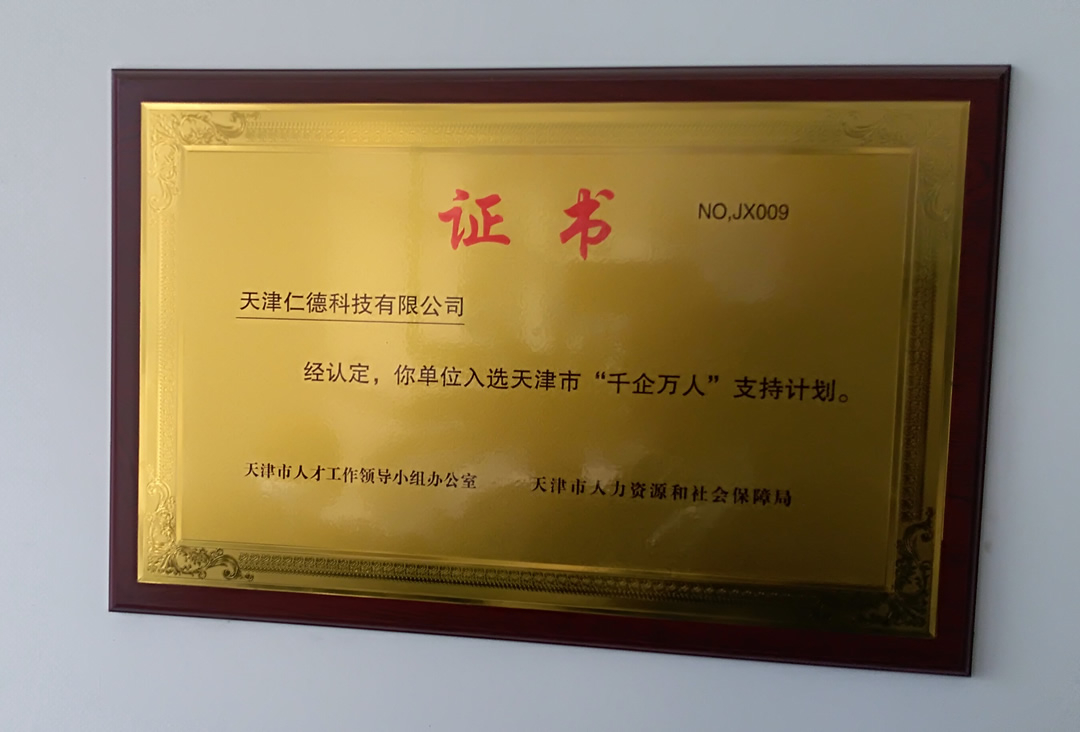 证书
NO,JX009
天津仁德科技有限公司
经认定，你单位入选天津市“千企万人”支持计划。
天津市人才工作领导小组办公室 天津市人力资源和社会保障局